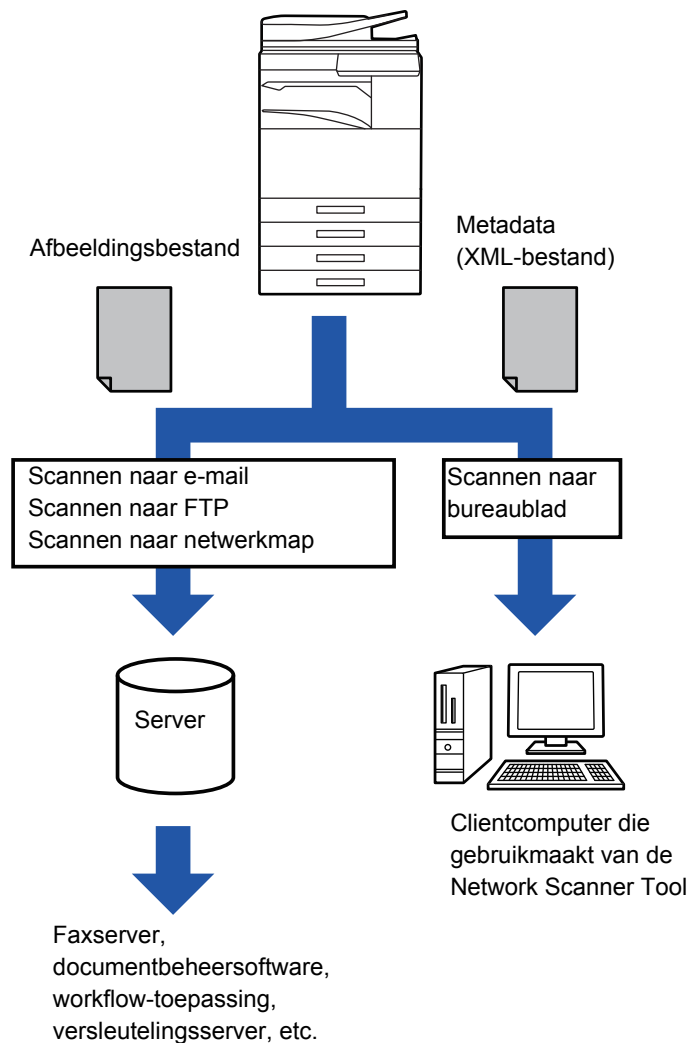 Afbeeldingsbestand
Metadata
(XML-bestand)
Scannen naar e-mail
Scannen naar FTP
Scannen naar netwerkmap
Scannen naar
bureaublad
Server
Clientcomputer die
gebruikmaakt van de
Network Scanner Tool
Faxserver,
documentbeheersoftware,
workflow-toepassing,
versleutelingsserver, etc.